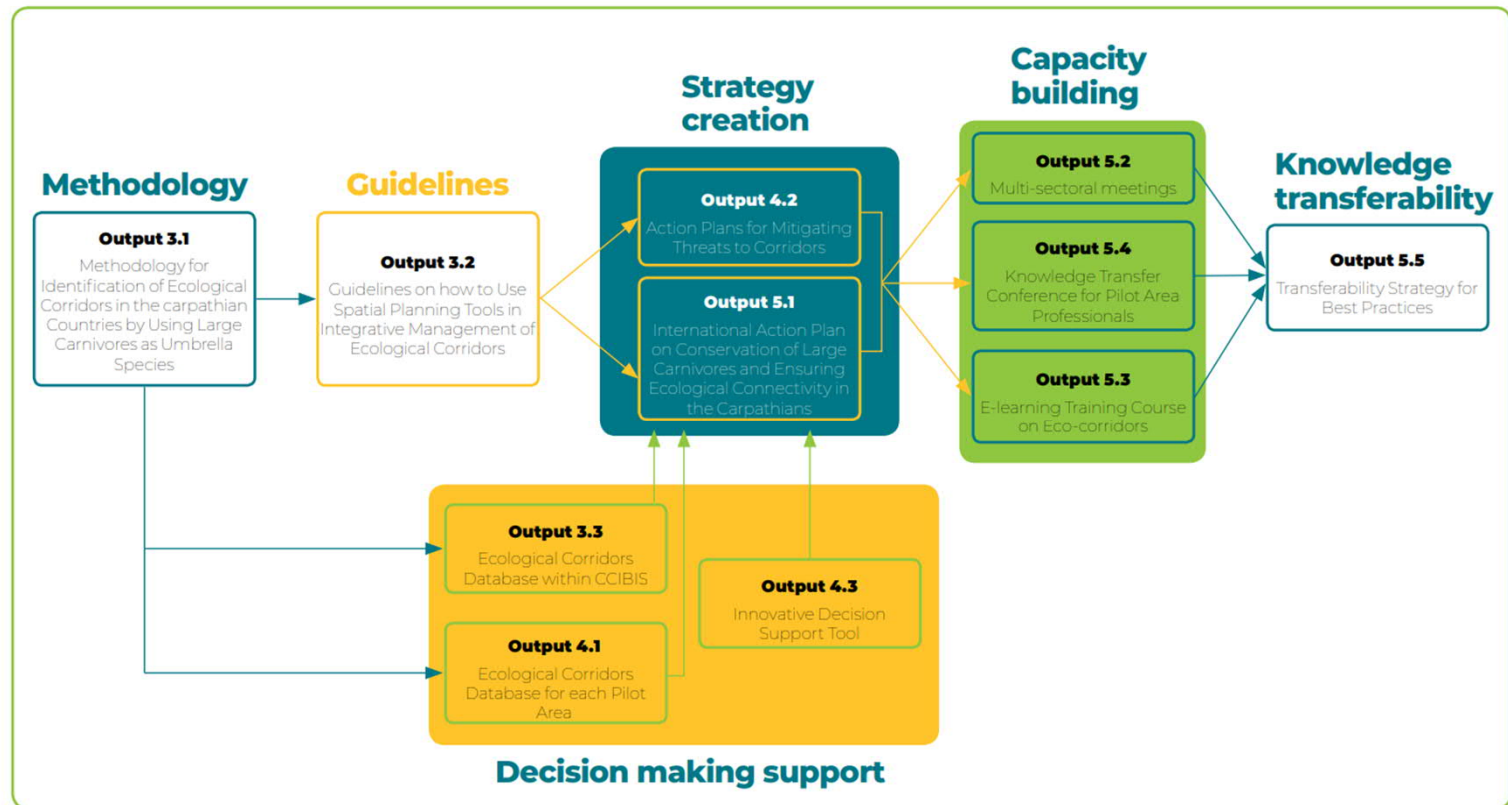 Methodology
Output 3.1
Methodology for
Identification of Ecological
Corridors in the carpathian
Countries by Using Large
Carnivores as Umbrella
Species
Guidelines
Output 3.2
Guidelines on how to Use
Spatial Planning Tools in
Integrative Management of
Ecological Corridors
Strategy
creation
Output 4.2
Action Plans for Mitigating
Threats to Corridors
Output 5.1
International Action Plan
on Conservation of Large
Carnivores and Ensuring
Ecological Connectivity in
the Carpathians
Capacity
building
Output 5.2
Multi-sectoral meetings
Output 5.4
Knowledge Transfer
Conference for Pilot Area
Professionals
Output 5.3
E-learning Training Course
on Eco-corridors
Knowledge
transferability
Output 5.5
Transferability Strategy for
Best Practices
Output 3.3
Ecological Corridors
Database within CCIBIS
Output 4.1
Ecological Corridors
Database for each Pilot
Area
Output 4.3
Innovative Decision
Support Tool
Decision making support